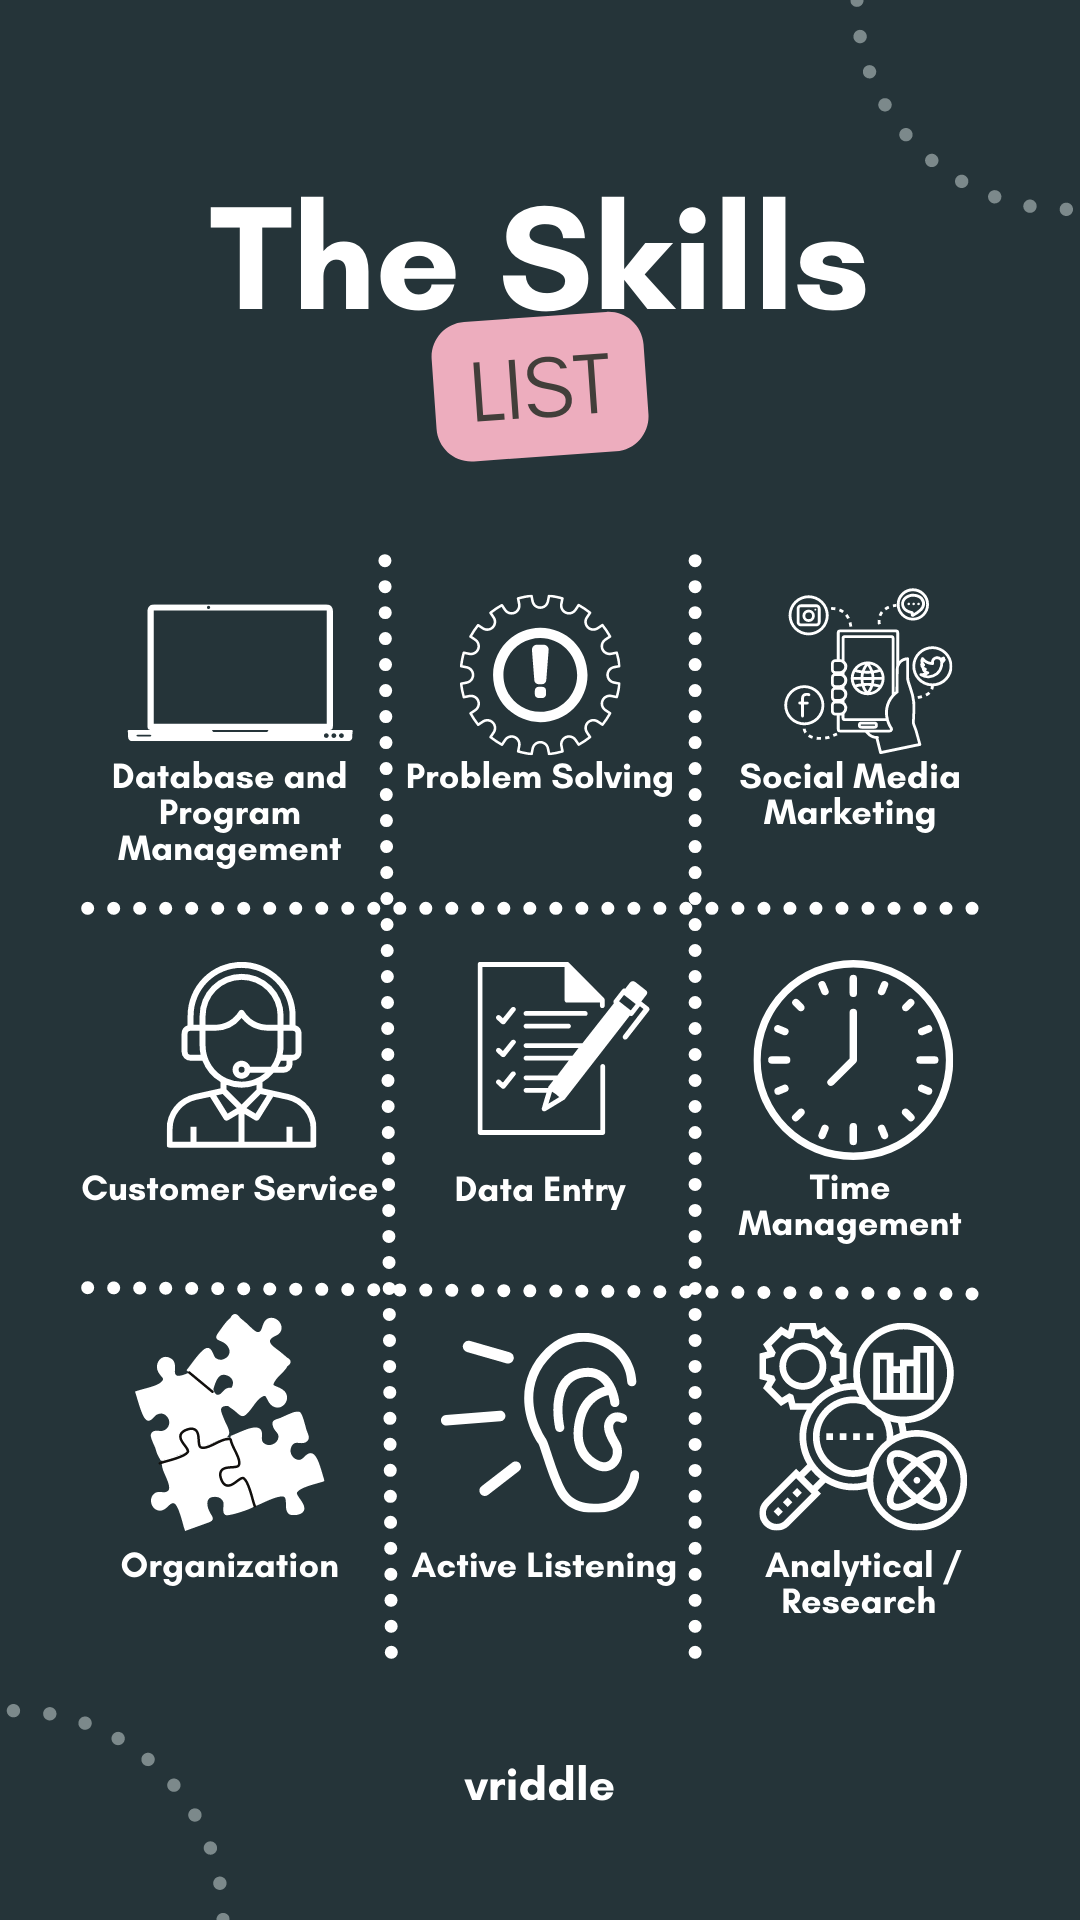 The Skills
LIST
Database and
Program
Management
Problem Solving
Social Media
Marketing
Customer Service
Data Entry
Time
Management
Organization
Active Listening
Analytical /
Research
vriddle